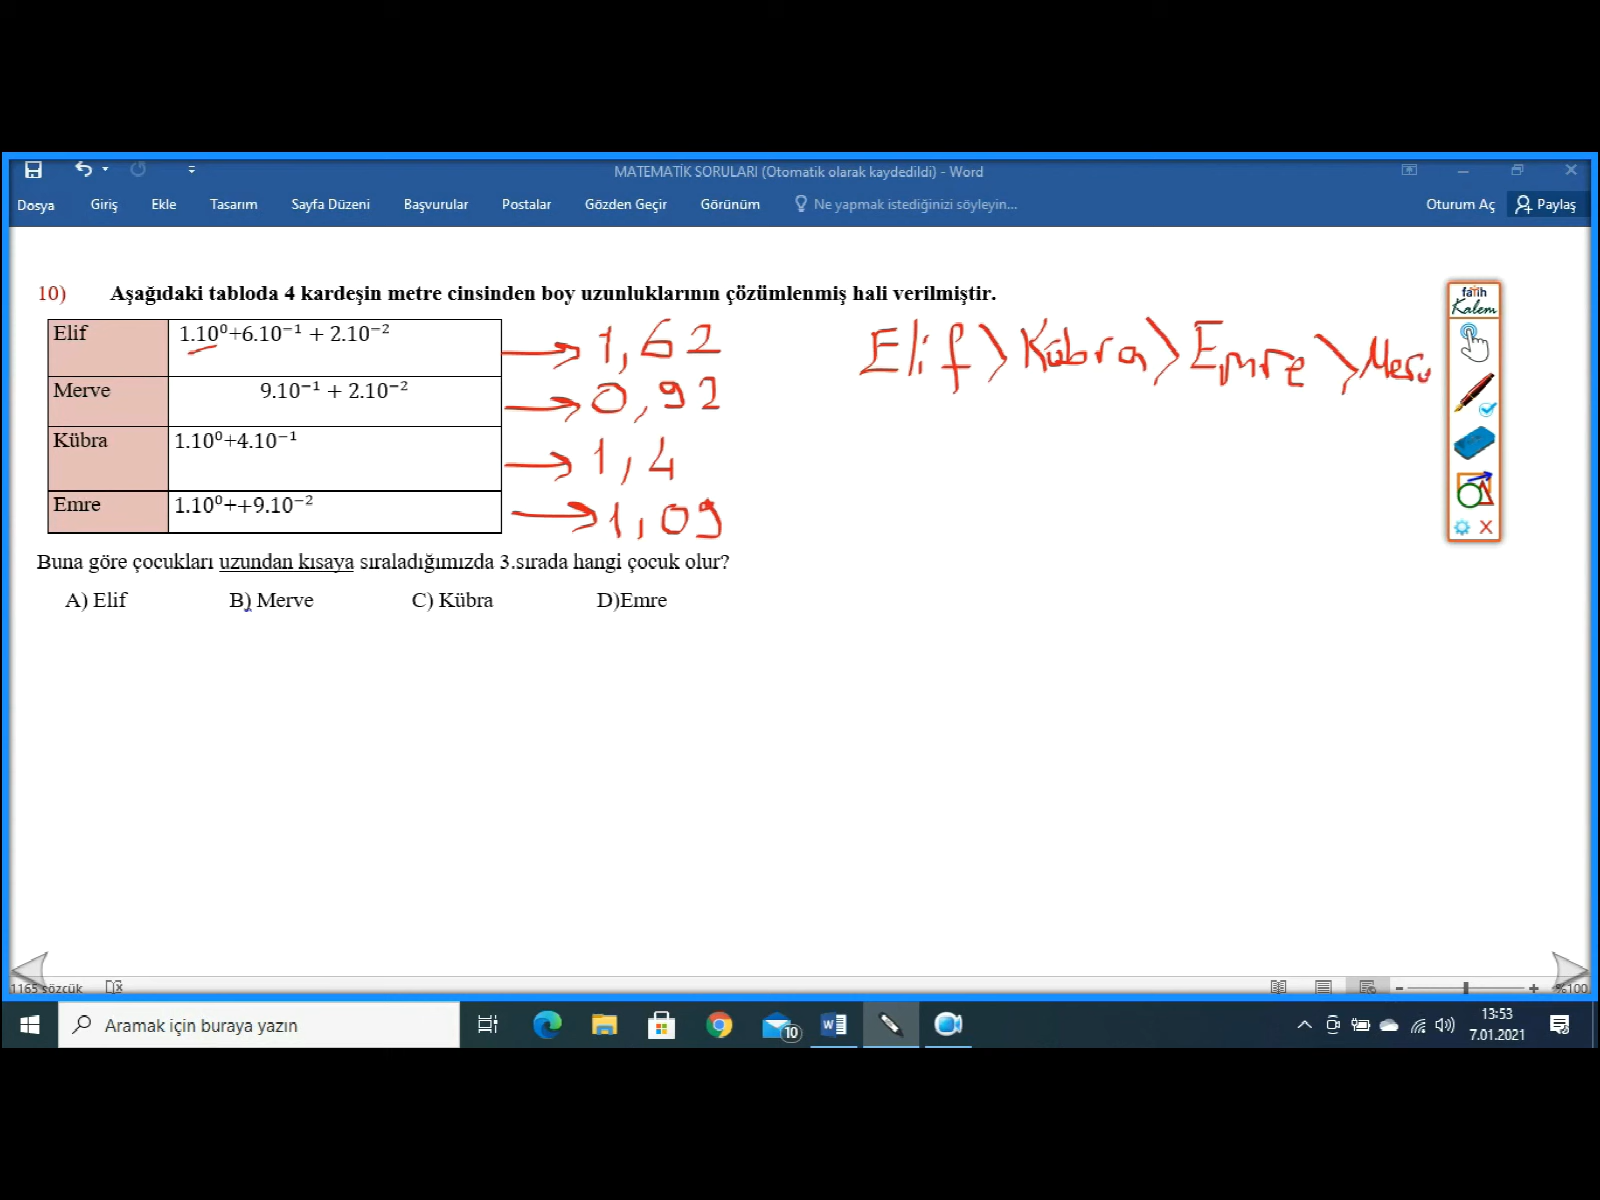 MATEMATİK SORULARI (Otomatik olarak kaydedildi) - Word
Dosya Giriş Ekle Tasarım Sayfa Düzeni Başvurular Postalar Gözden Geçir Görünüm Ne yapmak istediğinizi söyleyin... Oturum Aç Paylaş
10) Aşağıdaki tabloda 4 kardeşin metre cinsinden boy uzunluklarının çözümlenmiş hali verilmiştir.
Elif 1.10⁰+6.10⁻¹ + 2.10⁻² → 1,62
Merve 9.10⁻¹ + 2.10⁻² → 0,92
Kübra 1.10⁰+4.10⁻¹ → 1,4
Emre 1.10⁰++9.10⁻² → 1,09
Elif > Kübra > Emre > Merv
fatih
Kalem
Buna göre çocukları uzundan kısaya sıraladığımızda 3.sırada hangi çocuk olur?
A) Elif B) Merve C) Kübra D)Emre
1165 sözcük %100
Aramak için buraya yazın 10 13:53
7.01.2021